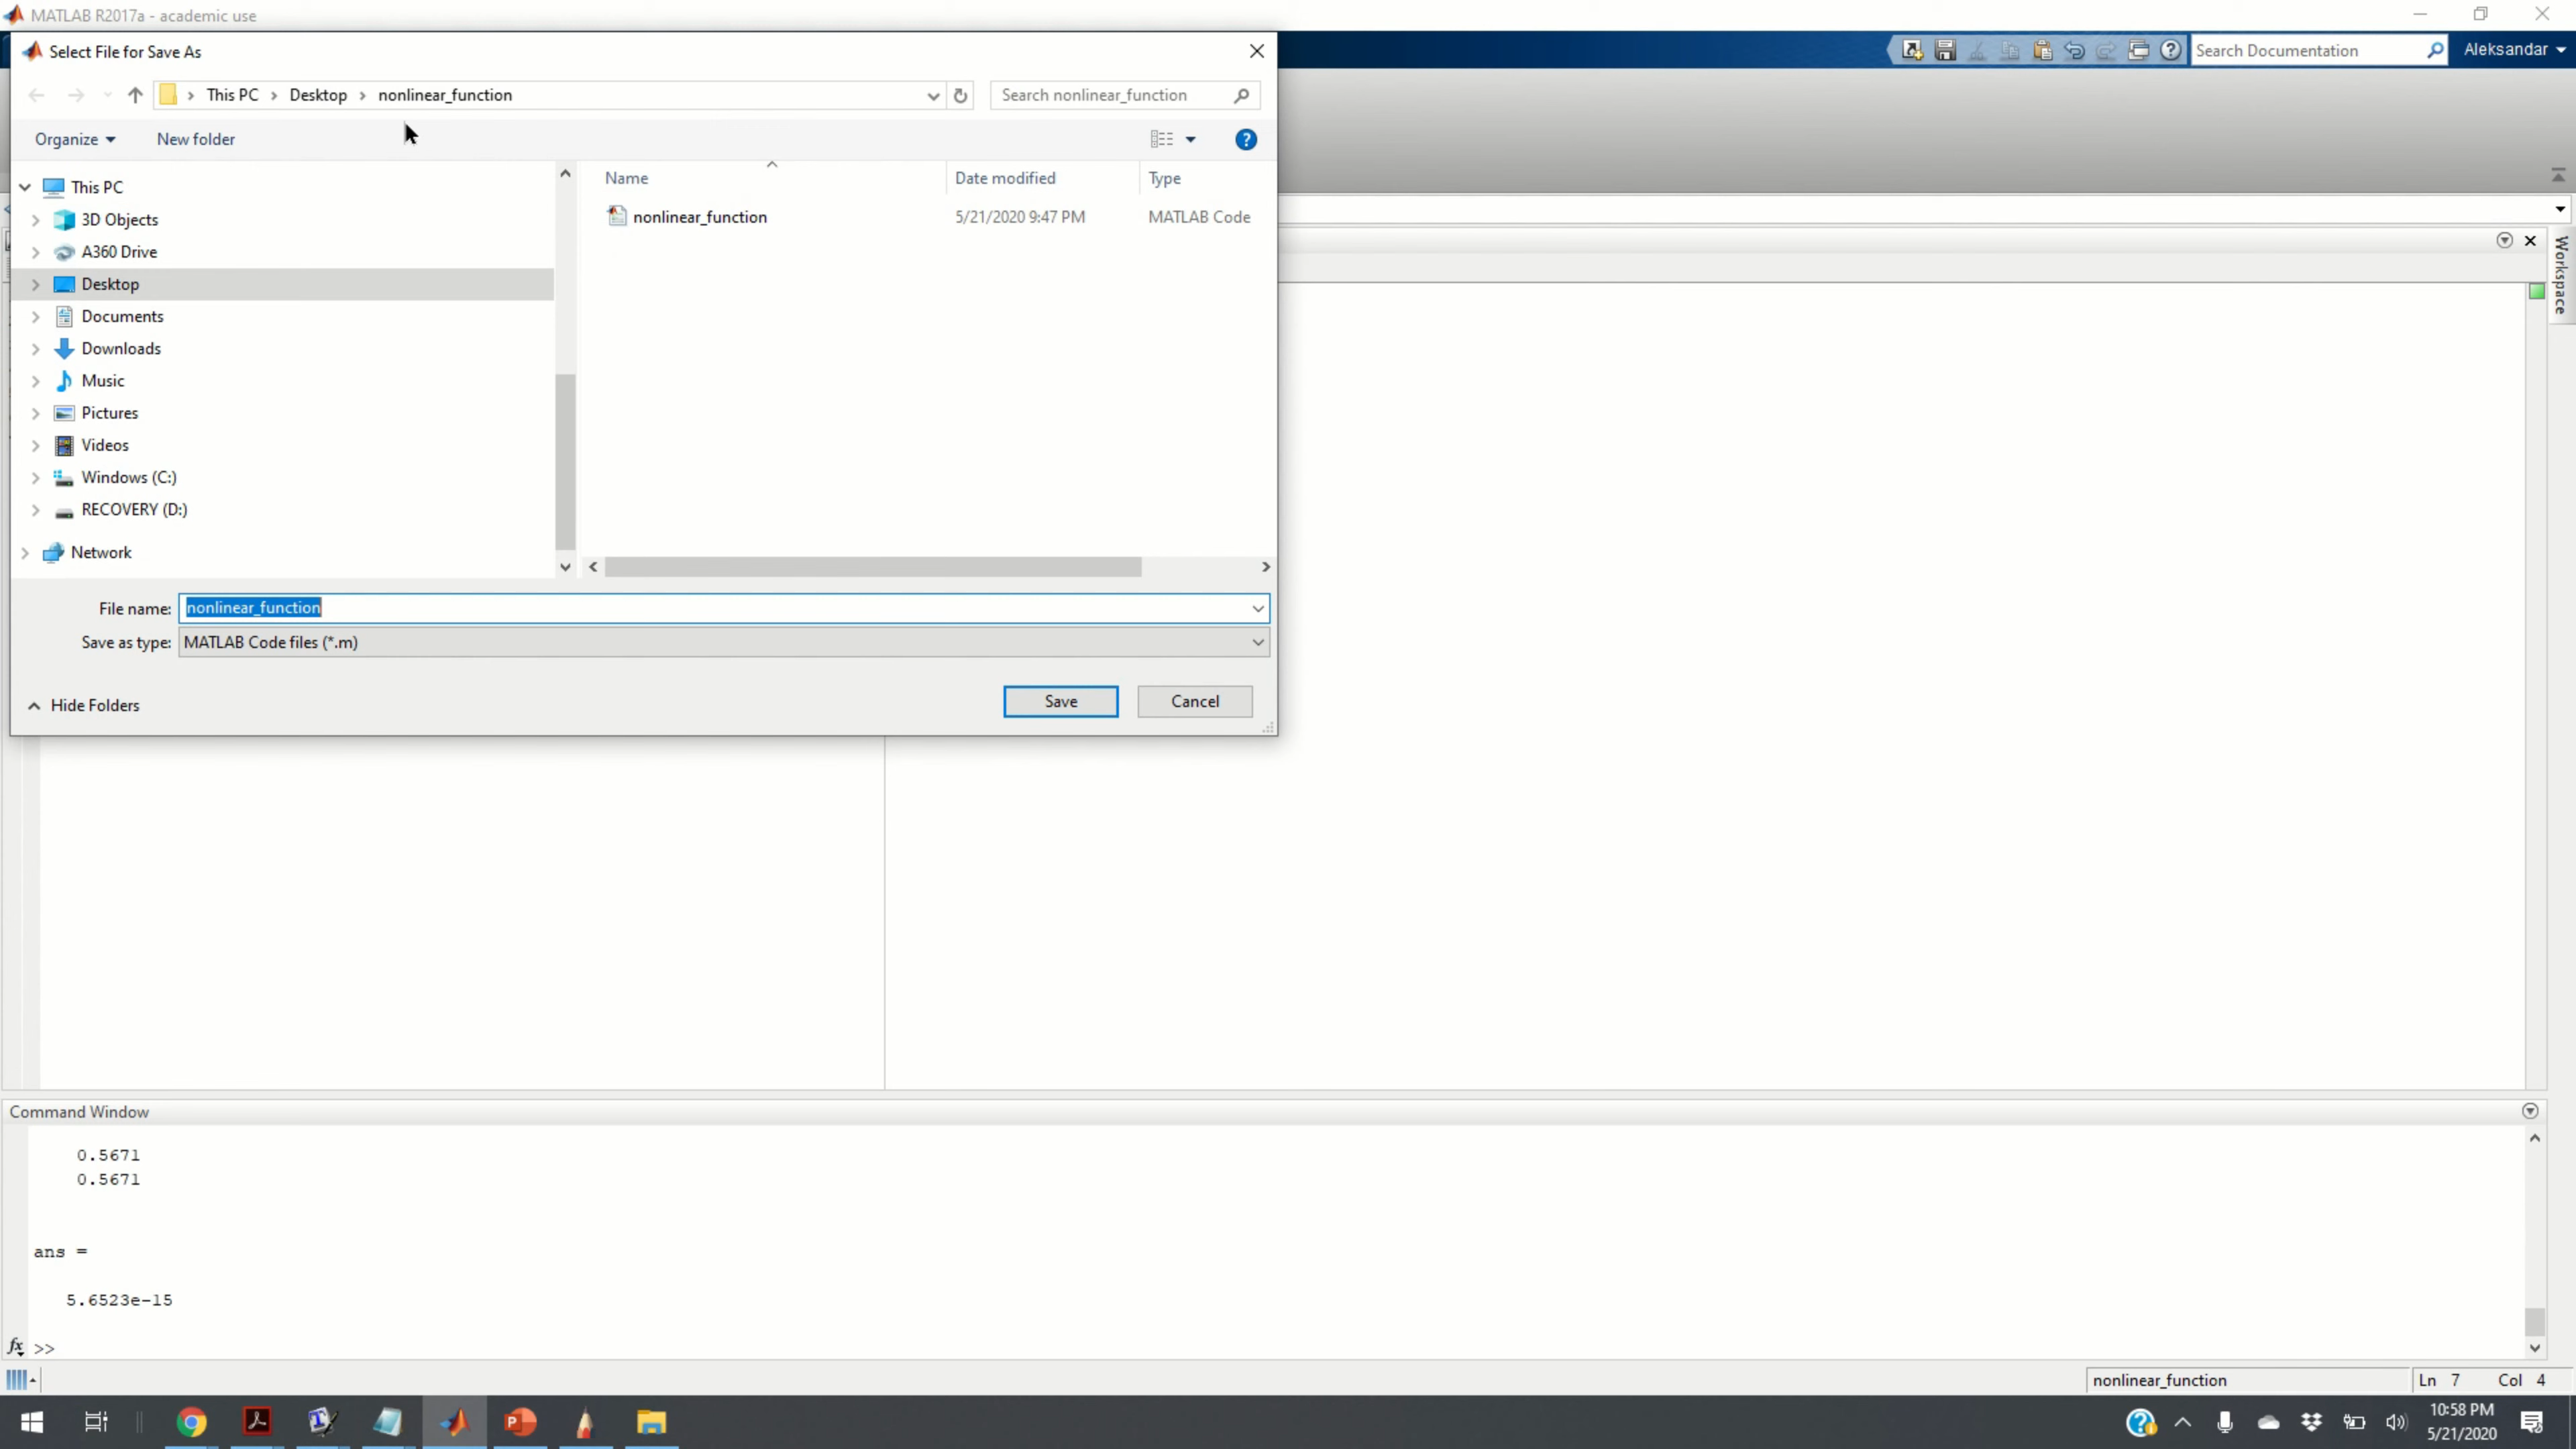 MATLAB R2017a - academic use
Search Documentation
Aleksandar
Select File for Save As
This PC > Desktop > nonlinear_function
Search nonlinear_function
Organize
New folder
This PC
3D Objects
A360 Drive
Desktop
Documents
Downloads
Music
Pictures
Videos
Windows (C:)
RECOVERY (D:)
Network
Name
Date modified
Type
nonlinear_function
5/21/2020 9:47 PM
MATLAB Code
File name: nonlinear_function
Save as type: MATLAB Code files (*.m)
Hide Folders
Save
Cancel
Workspace
Command Window
0.5671
0.5671
ans =
5.6523e-15
fx >>
nonlinear_function
Ln 7 Col 4
10:58 PM
5/21/2020